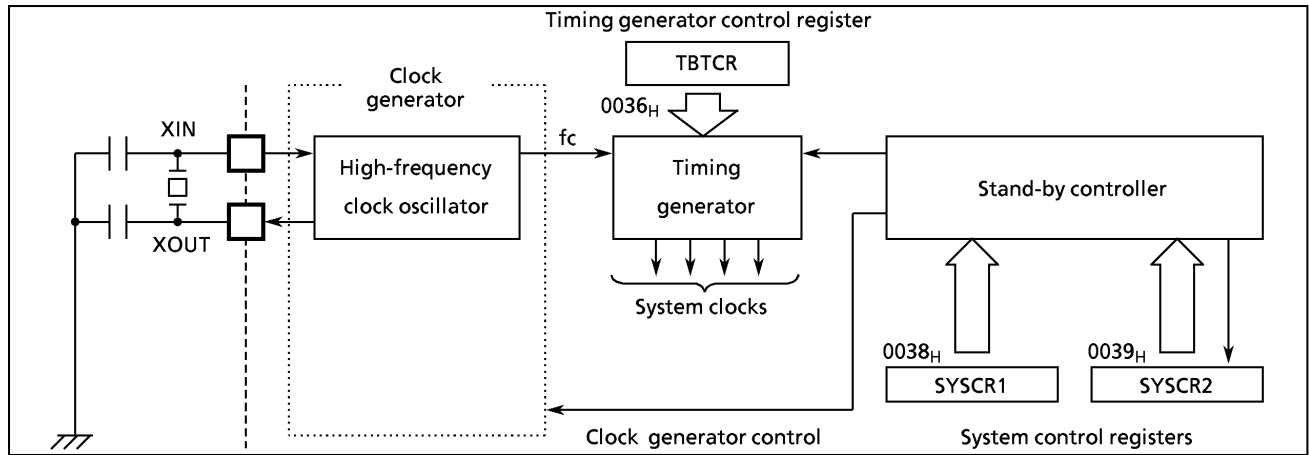 Timing generator control register
TBTCR
Clock
generator
0036H
XIN
fc
High-frequency
clock oscillator
Timing
generator
Stand-by controller
XOUT
System clocks
0038H
0039H
SYSCR1
SYSCR2
Clock generator control
System control registers